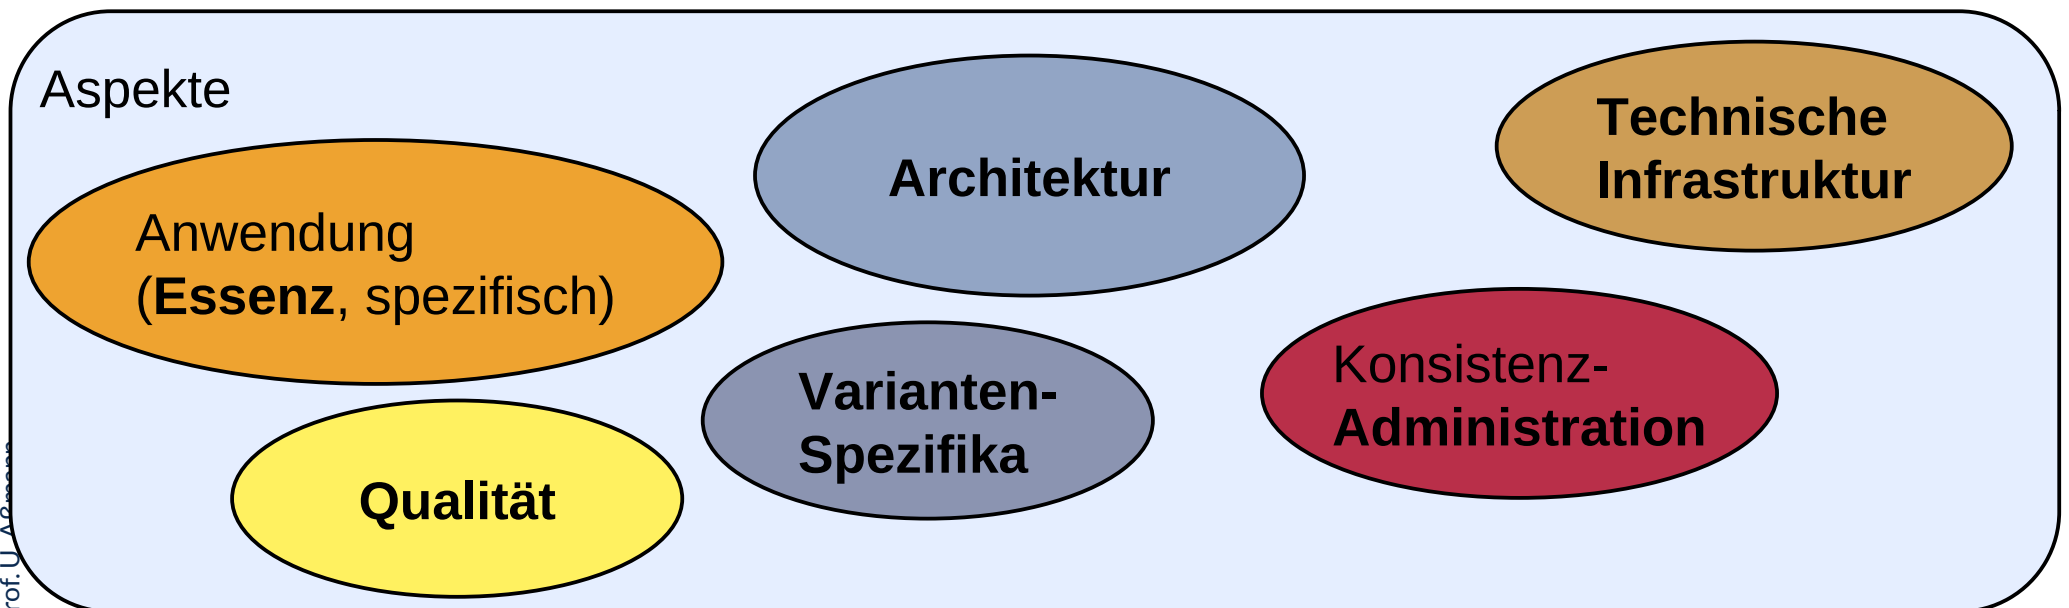 Aspekte
Anwendung
(Essenz, spezifisch)
Architektur
Technische
Infrastruktur
Varianten-
Spezifika
Konsistenz-
Administration
Qualität